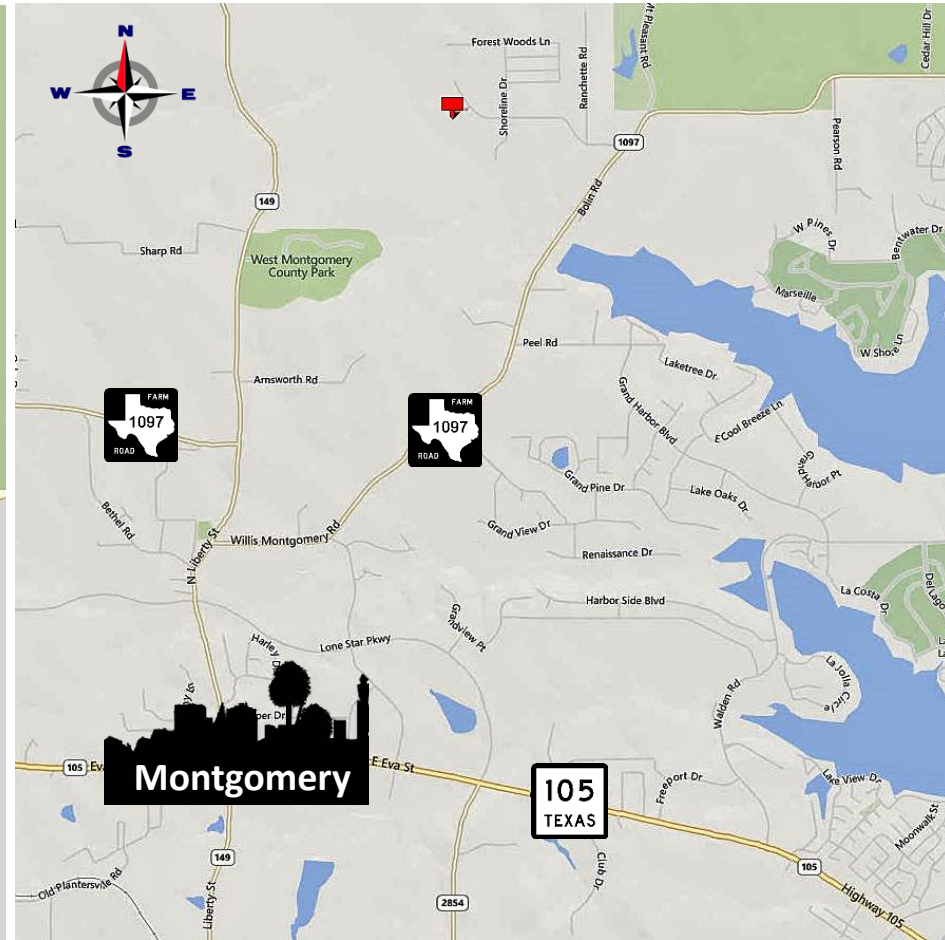 N
W
E
S
Forest Woods Ln
Shoreline Dr
Ranchette Rd
Mt Pleasant Rd
Cedar Hill Dr
1097
Pearson Rd
Bolin Rd
149
Sharp Rd
West Montgomery
County Park
W Pines Dr
Bentwater Dr
Marseille
W Shore Ln
Peel Rd
Laketree Dr
Arnsworth Rd
Grand Harbor Blvd
E Cool Breeze Ln
FARM
1097
ROAD
FARM
1097
ROAD
Grand Harbor Pt
Grand Pine Dr
Lake Oaks Dr
Bethel Rd
Grand View Dr
Willis Montgomery Rd
N Liberty St
Renaissance Dr
Harbor Side Blvd
La Costa Dr
Del Lago
Grandview Pt
Harley D
Lone Star Pkwy
La Jolla Circle
Walden Rd
per Dr
105
E Eva St
Montgomery
105
TEXAS
Freeport Dr
Lake View Dr
Moonwalk St
149
Old Plantersville Rd
Liberty St
Club Dr
105
Highway 105
2854